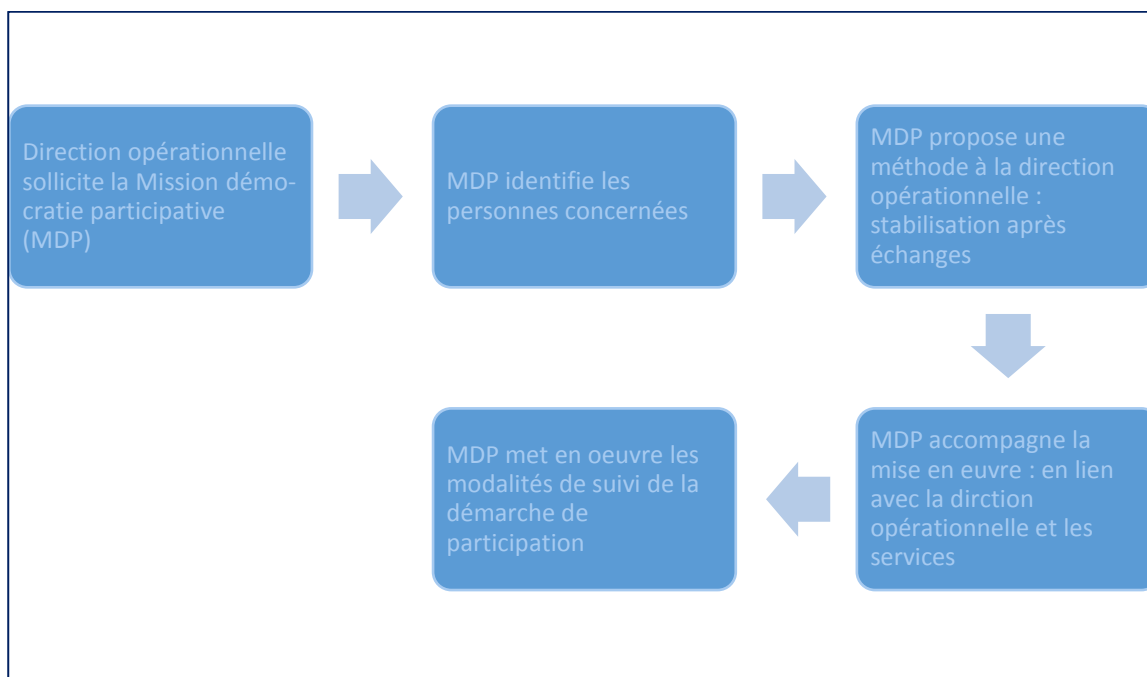 Direction opérationnelle
sollicite la Mission démo-
cratie participative
(MDP)
MDP identifie les
personnes concernées
MDP propose une
méthode à la direction
opérationnelle :
stabilisation après
échanges
MDP accompagne la
mise en euvre : en lien
avec la dirction
opérationnelle et les
services
MDP met en oeuvre les
modalités de suivi de la
démarche de
participation